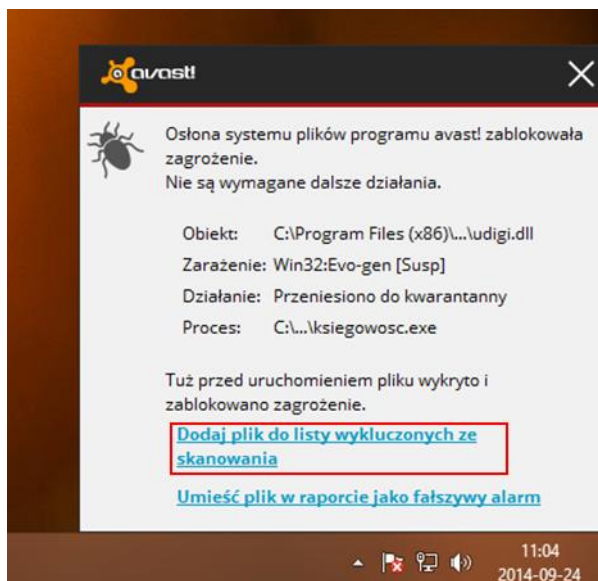 avast!
Osłona systemu plików programu avast! zablokowała
zagrożenie.
Nie są wymagane dalsze działania.
Obiekt: C:\Program Files (x86)\...\udigi.dll
Zarażenie: Win32:Evo-gen [Susp]
Działanie: Przeniesiono do kwarantanny
Proces: C:\...\ksiegowosc.exe
Tuż przed uruchomieniem pliku wykryto i
zablokowano zagrożenie.
Dodaj plik do listy wykluczonych ze
skanowania
Umieść plik w raporcie jako fałszywy alarm
11:04
2014-09-24